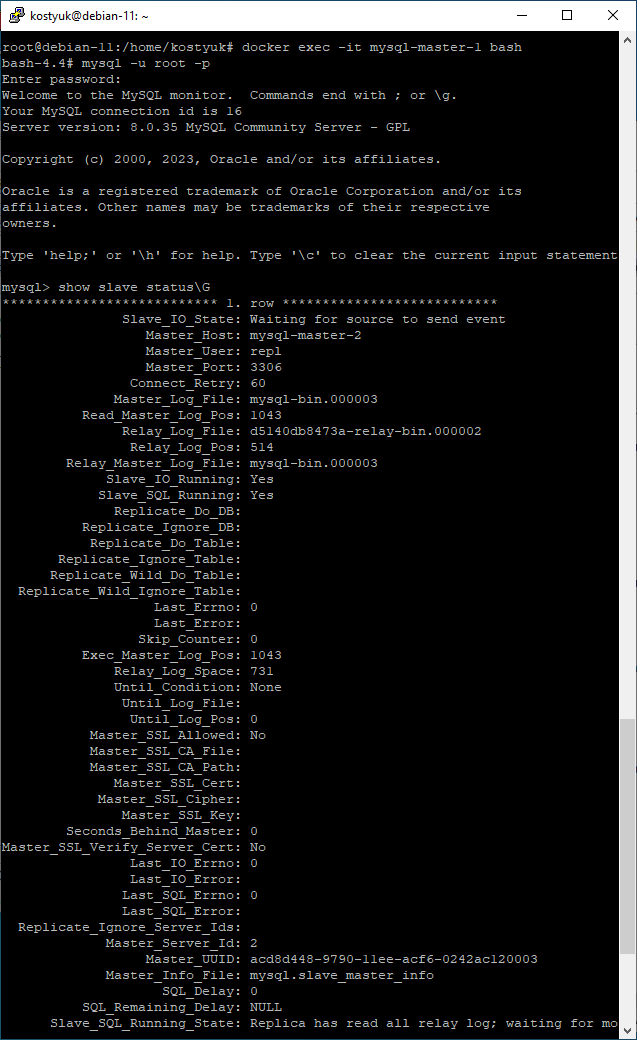 kostyuk@debian-11: ~
root@debian-11:/home/kostyuk# docker exec -it mysql-master-1 bash
bash-4.4# mysql -u root -p
Enter password:
Welcome to the MySQL monitor.  Commands end with ; or \g.
Your MySQL connection id is 16
Server version: 8.0.35 MySQL Community Server - GPL
Copyright (c) 2000, 2023, Oracle and/or its affiliates.
Oracle is a registered trademark of Oracle Corporation and/or its
affiliates. Other names may be trademarks of their respective
owners.
Type 'help;' or '\h' for help. Type '\c' to clear the current input statement
mysql> show slave status\G
*************************** 1. row ***************************
Slave_IO_State: Waiting for source to send event
Master_Host: mysql-master-2
Master_User: repl
Master_Port: 3306
Connect_Retry: 60
Master_Log_File: mysql-bin.000003
Read_Master_Log_Pos: 1043
Relay_Log_File: d5140db8473a-relay-bin.000002
Relay_Log_Pos: 514
Relay_Master_Log_File: mysql-bin.000003
Slave_IO_Running: Yes
Slave_SQL_Running: Yes
Replicate_Do_DB:
Replicate_Ignore_DB:
Replicate_Do_Table:
Replicate_Ignore_Table:
Replicate_Wild_Do_Table:
Replicate_Wild_Ignore_Table:
Last_Errno: 0
Last_Error:
Skip_Counter: 0
Exec_Master_Log_Pos: 1043
Relay_Log_Space: 731
Until_Condition: None
Until_Log_File:
Until_Log_Pos: 0
Master_SSL_Allowed: No
Master_SSL_CA_File:
Master_SSL_CA_Path:
Master_SSL_Cert:
Master_SSL_Cipher:
Master_SSL_Key:
Seconds_Behind_Master: 0
Master_SSL_Verify_Server_Cert: No
Last_IO_Errno: 0
Last_IO_Error:
Last_SQL_Errno: 0
Last_SQL_Error:
Replicate_Ignore_Server_Ids:
Master_Server_Id: 2
Master_UUID: acd8d448-9790-11ee-acf6-0242ac120003
Master_Info_File: mysql.slave_master_info
SQL_Delay: 0
SQL_Remaining_Delay: NULL
Slave_SQL_Running_State: Replica has read all relay log; waiting for mo